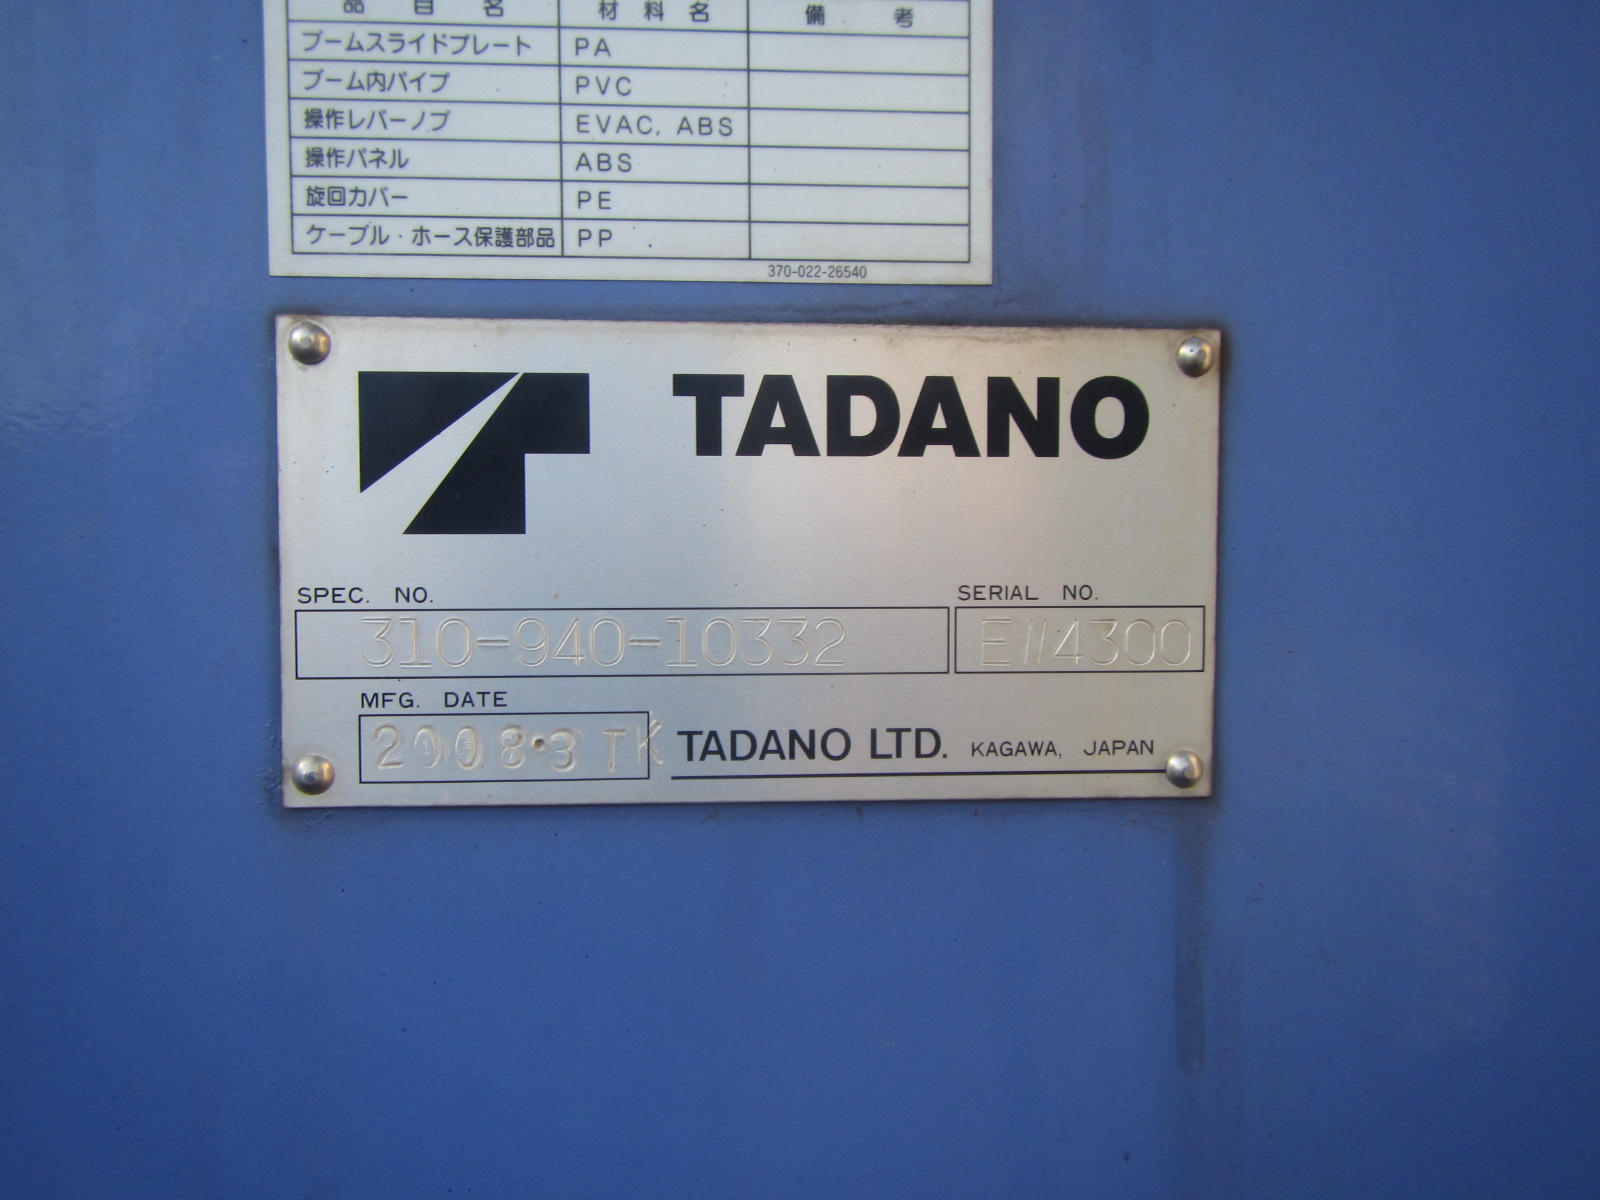 品目名 材料名 備考
ブームスライドプレート PA
ブーム内パイプ PVC
操作レバーノブ EVAC, ABS
操作パネル ABS
旋回カバー PE
ケーブル・ホース保護部品 PP
370-022-26540
TADANO
SPEC. NO. SERIAL NO.
310-940-10332 E//4300
MFG. DATE
2008・3 TK TADANO LTD. KAGAWA, JAPAN